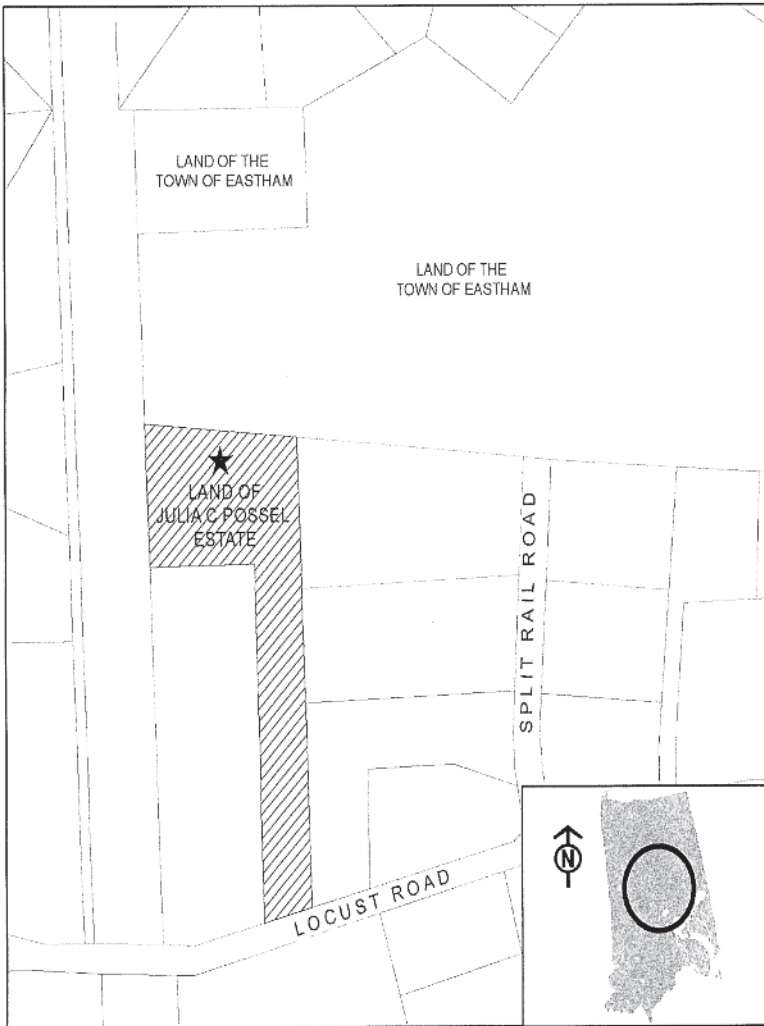 LAND OF THE
TOWN OF EASTHAM
LAND OF THE
TOWN OF EASTHAM
LAND OF
JULIA C POSSEL
ESTATE
SPLIT RAIL ROAD
LOCUST ROAD
N